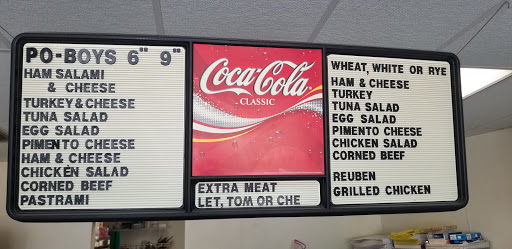 PO-BOYS 6" 9"
HAM SALAMI
& CHEESE
TURKEY & CHEESE
TUNA SALAD
EGG SALAD
PIMENTO CHEESE
HAM & CHEESE
CHICKEN SALAD
CORNED BEEF
PASTRAMI
Coca-Cola
CLASSIC
EXTRA MEAT
LET, TOM OR CHE
WHEAT, WHITE OR RYE
HAM & CHEESE
TURKEY
TUNA SALAD
EGG SALAD
PIMENTO CHEESE
CHICKEN SALAD
CORNED BEEF
REUBEN
GRILLED CHICKEN